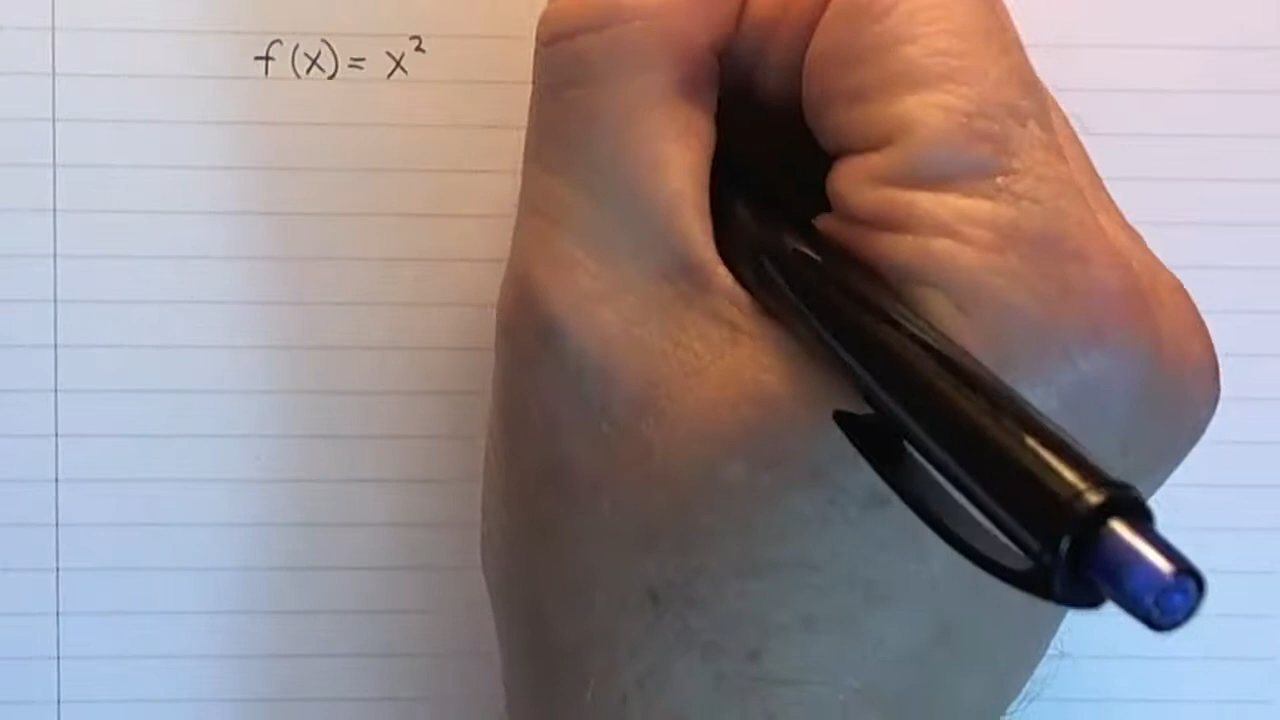 f(x) = x²